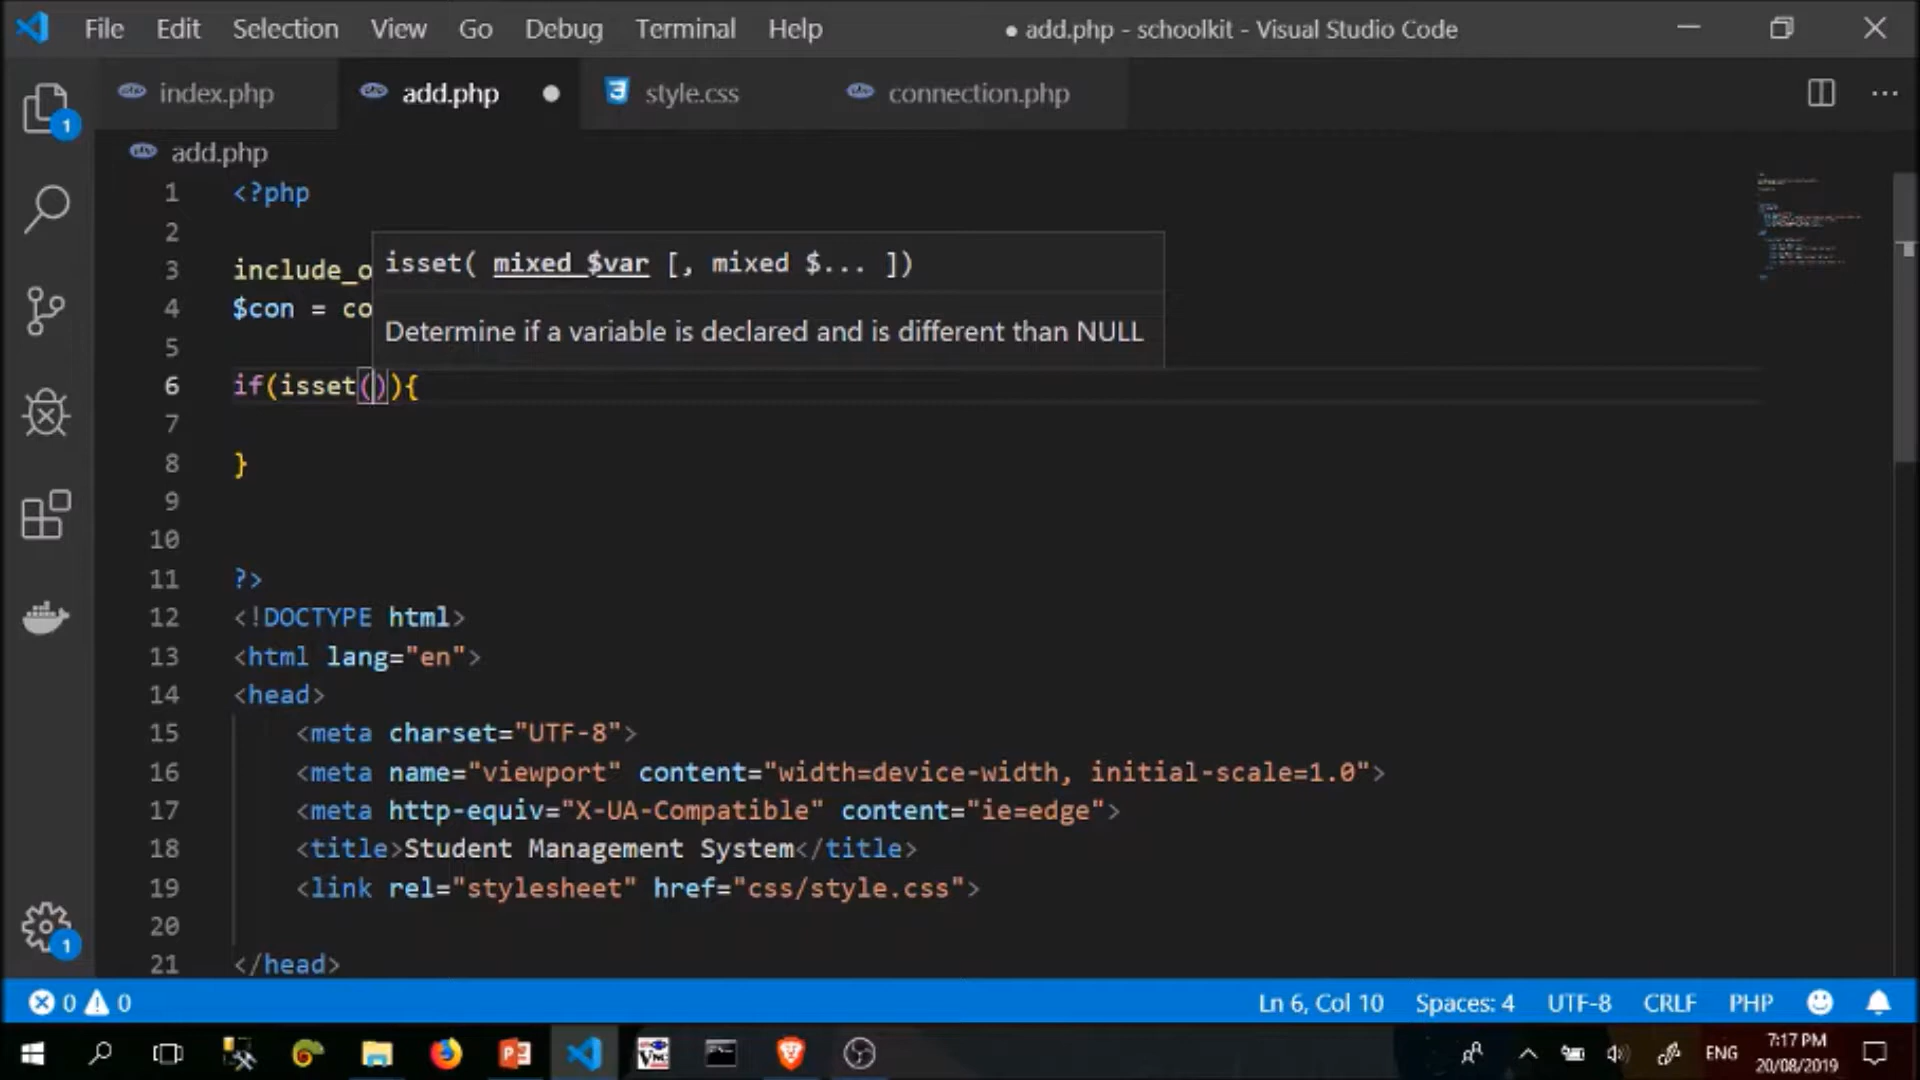 File Edit Selection View Go Debug Terminal Help ● add.php - schoolkit - Visual Studio Code
index.php add.php style.css connection.php
1
add.php
1 <?php
2
isset( mixed $var [, mixed $... ])
3 include_o
4 $con = co
Determine if a variable is declared and is different than NULL
5
6 if(isset()){
7
8 }
9
10
11 ?>
12 <!DOCTYPE html>
13 <html lang="en">
14 <head>
15 <meta charset="UTF-8">
16 <meta name="viewport" content="width=device-width, initial-scale=1.0">
17 <meta http-equiv="X-UA-Compatible" content="ie=edge">
18 <title>Student Management System</title>
19 <link rel="stylesheet" href="css/style.css">
20
1
21 </head>
0 0 Ln 6, Col 10 Spaces: 4 UTF-8 CRLF PHP
ENG 7:17 PM
20/08/2019